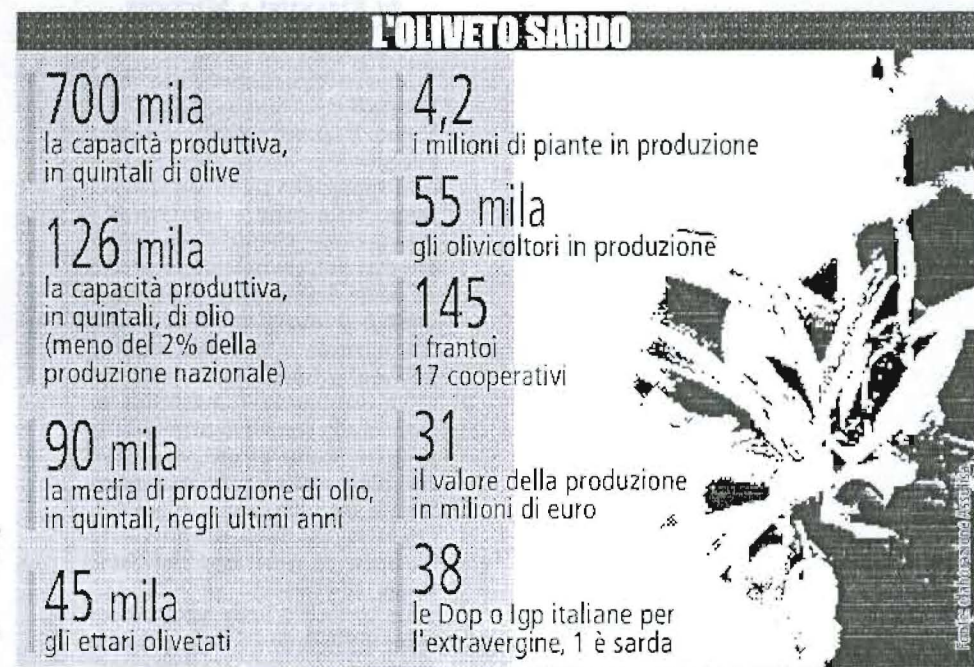 L'OLIVETO SARDO
700 mila
la capacità produttiva,
in quintali di olive
126 mila
la capacità produttiva,
in quintali, di olio
(meno del 2% della
produzione nazionale)
90 mila
la media di produzione di olio,
in quintali, negli ultimi anni
45 mila
gli ettari olivetati
4,2
i milioni di piante in produzione
55 mila
gli olivicoltori in produzione
145
i frantoi
17 cooperativi
31
il valore della produzione
in milioni di euro
38
le Dop o Igp italiane per
l'extravergine, 1 è sarda